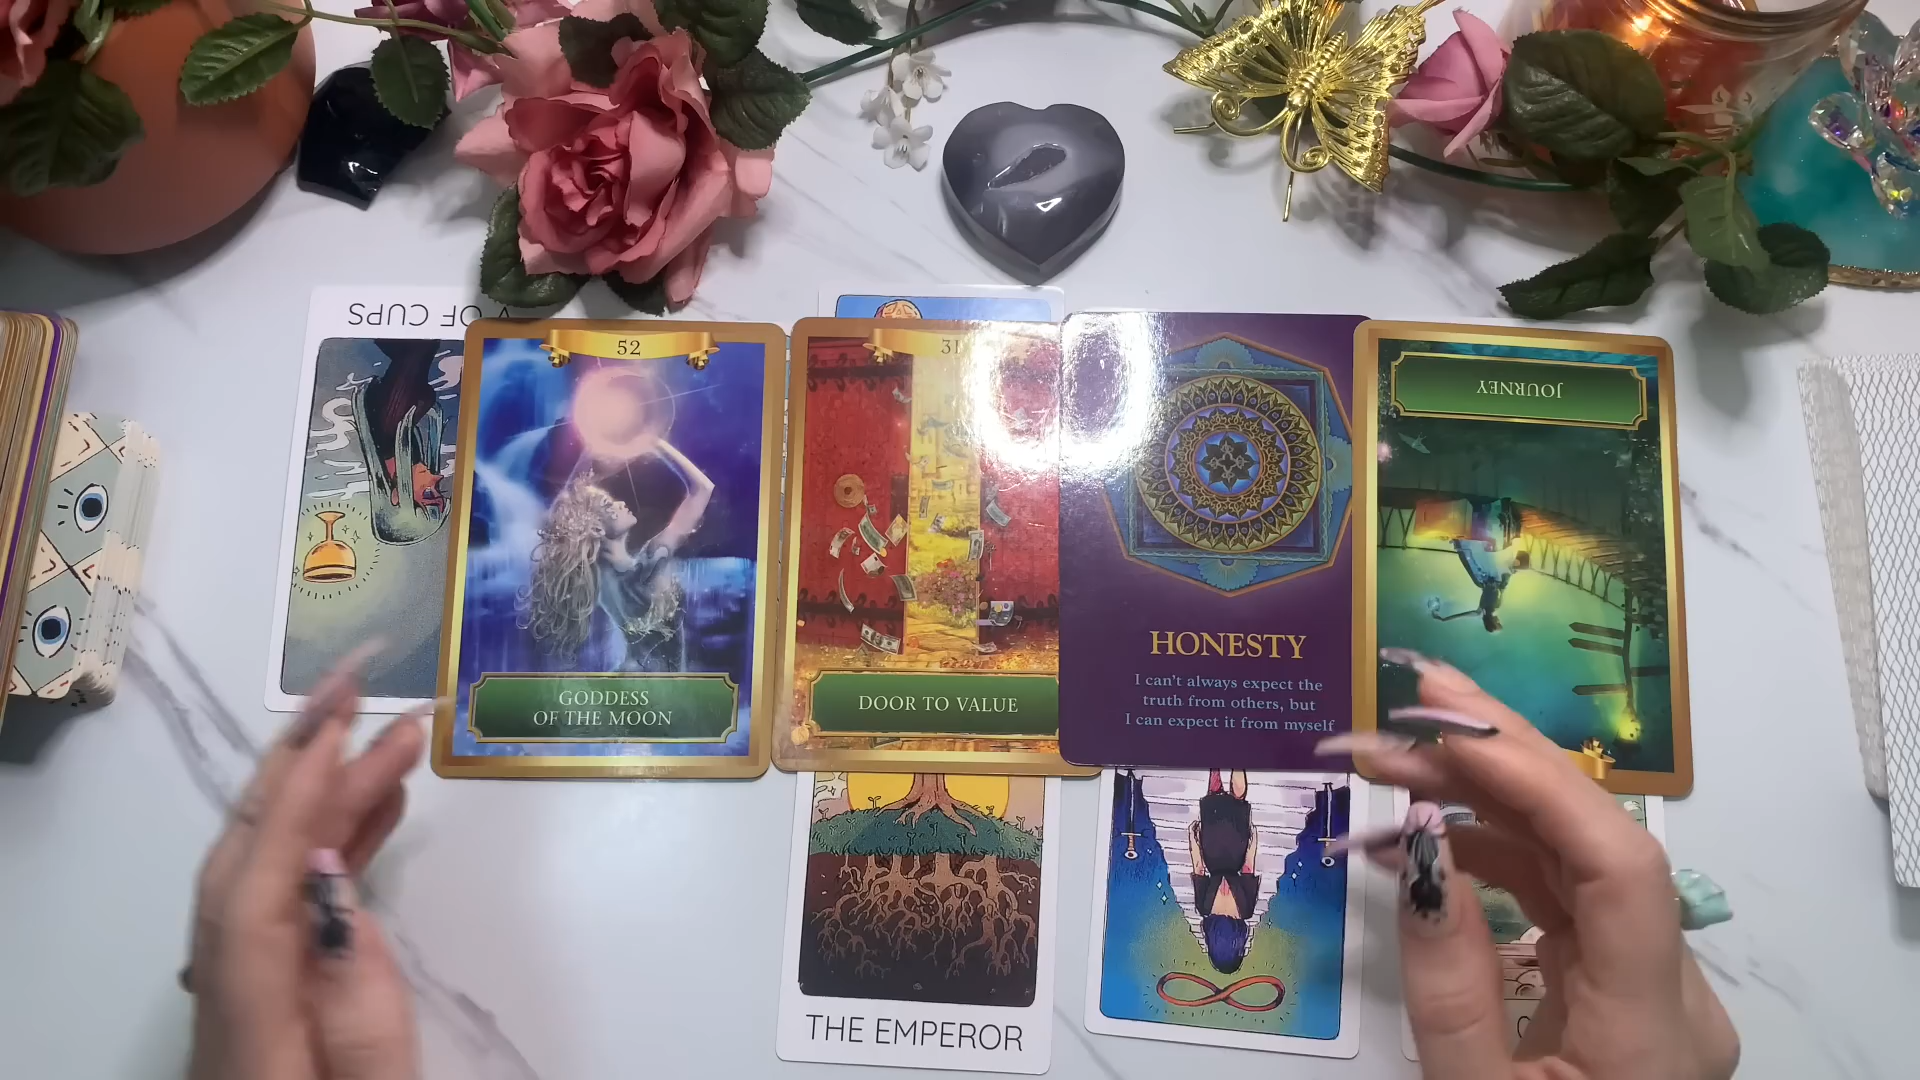 OF CUPS
52
31
JOURNEY
GODDESS
OF THE MOON
DOOR TO VALUE
HONESTY
I can't always expect the
truth from others, but
I can expect it from myself
THE EMPEROR